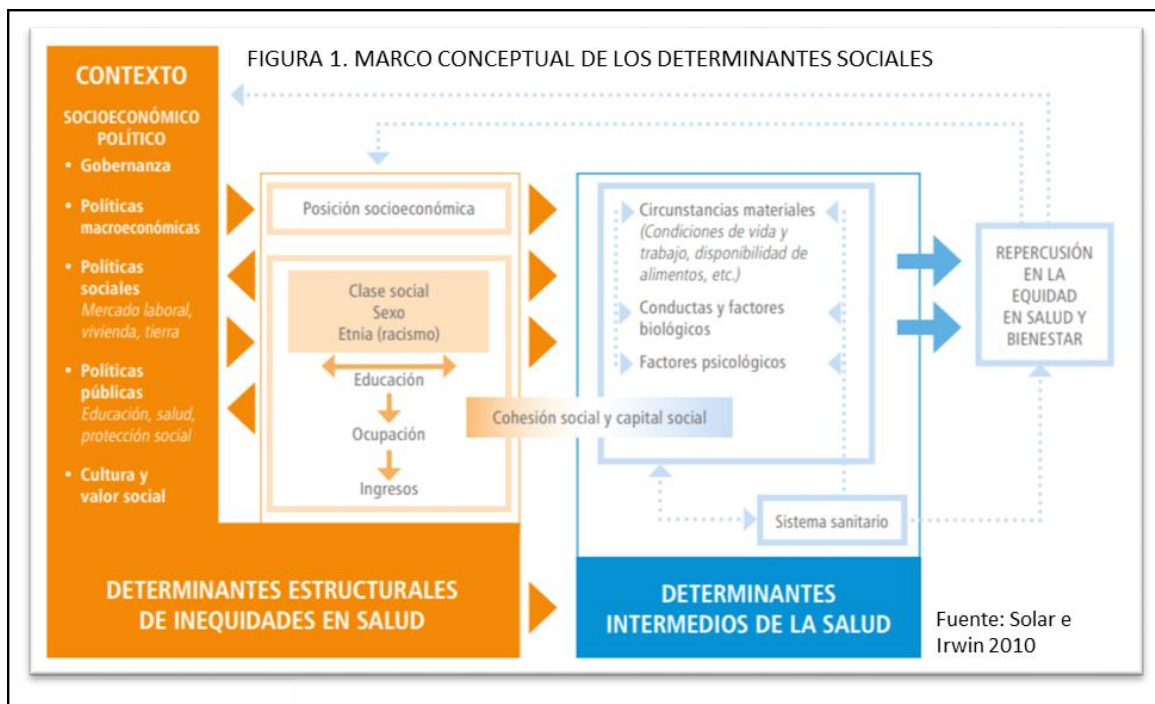 FIGURA 1. MARCO CONCEPTUAL DE LOS DETERMINANTES SOCIALES
CONTEXTO
SOCIOECONÓMICO
POLÍTICO
• Gobernanza
• Políticas
macroeconómicas
• Políticas
sociales
Mercado laboral,
vivienda, tierra
• Políticas
públicas
Educación, salud,
protección social
• Cultura y
valor social
Posición socioeconómica
Clase social
Sexo
Etnia (racismo)
Educación
Ocupación
Ingresos
Cohesión social y capital social
Circunstancias materiales
(Condiciones de vida y
trabajo, disponibilidad de
alimentos, etc.)
Conductas y factores
biológicos
Factores psicológicos
Sistema sanitario
REPERCUSIÓN
EN LA
EQUIDAD
EN SALUD Y
BIENESTAR
DETERMINANTES ESTRUCTURALES
DE INEQUIDADES EN SALUD
DETERMINANTES
INTERMEDIOS DE LA SALUD
Fuente: Solar e
Irwin 2010